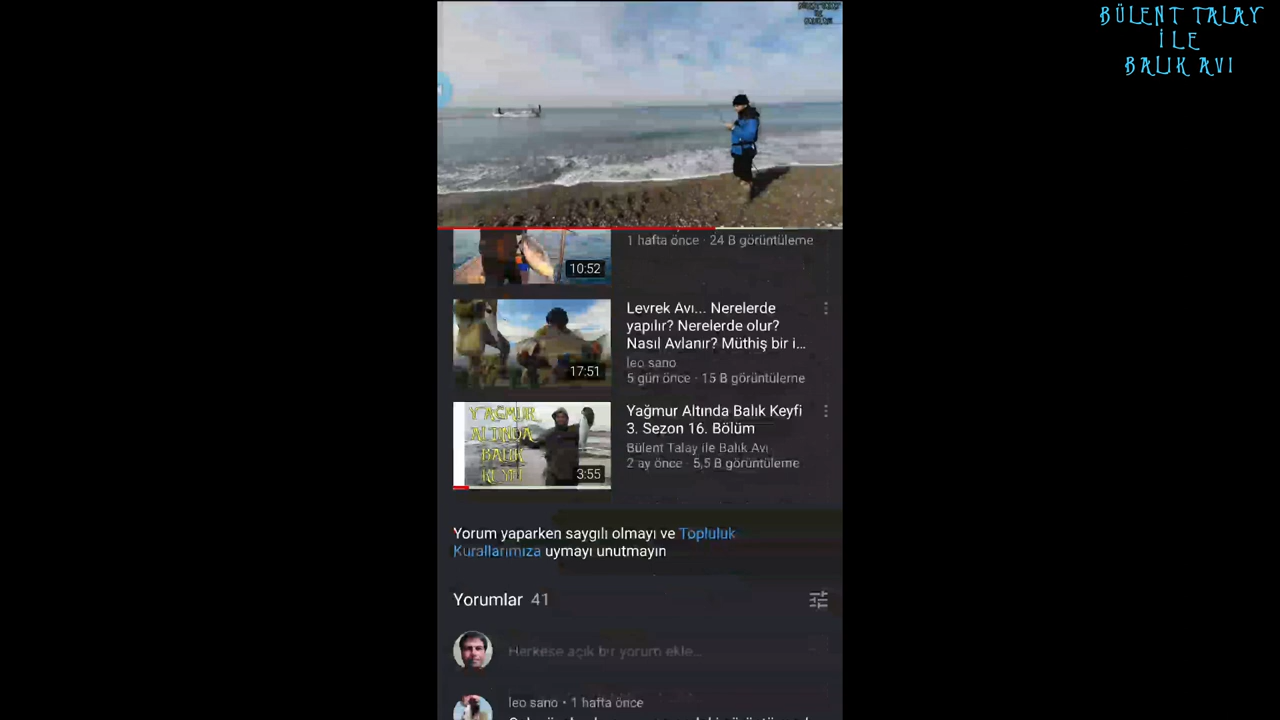 BÜLENT TALAY
İLE
BALIK AVI
1 hafta önce · 24 B görüntüleme
10:52
Levrek Avı... Nerelerde
yapılır? Nerelerde olur?
Nasıl Avlanır? Müthiş bir i...
leo sano
5 gün önce · 15 B görüntüleme
17:51
YAĞMUR
ALTINDA
BALIK
KEYFİ
3:55
Yağmur Altında Balık Keyfi
3. Sezon 16. Bölüm
Bülent Talay ile Balık Avı
2 ay önce · 5,5 B görüntüleme
Yorum yaparken saygılı olmayı ve Topluluk
Kurallarımıza uymayı unutmayın
Yorumlar 41
Herkese açık bir yorum ekle...
leo sano • 1 hafta önce